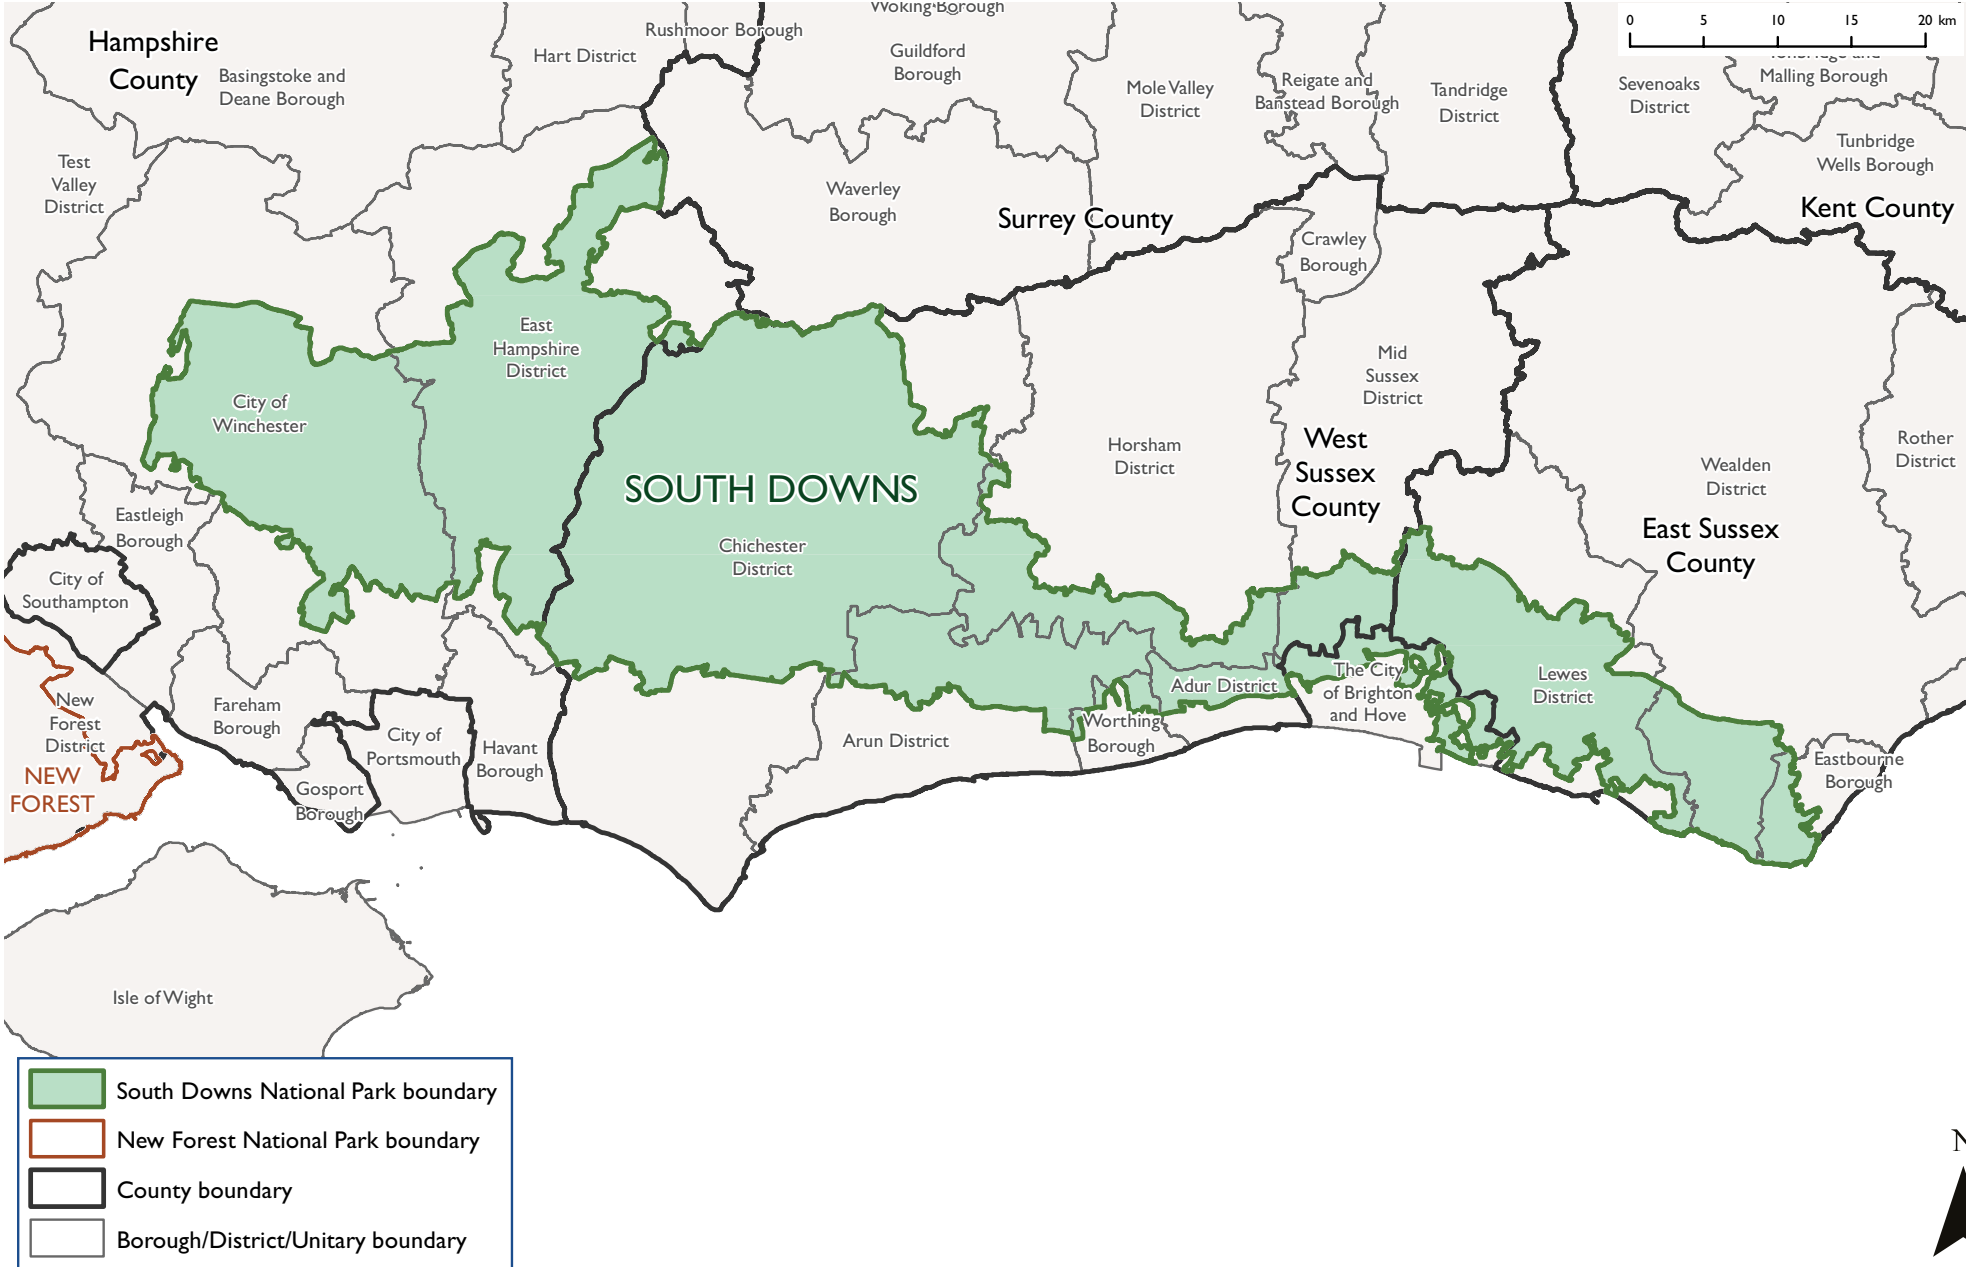 Woking Borough
0 5 10 15 20 km
Hampshire
County
Rushmoor Borough
Hart District
Guildford
Borough
Basingstoke and
Deane Borough
Mole Valley
District
Reigate and
Banstead Borough
Tandridge
District
Sevenoaks
District
Tonbridge and
Malling Borough
Tunbridge
Wells Borough
Test
Valley
District
Waverley
Borough
Surrey County
Kent County
Crawley
Borough
East
Hampshire
District
Mid
Sussex
District
City of
Winchester
Horsham
District
West
Sussex
County
Rother
District
Wealden
District
SOUTH DOWNS
East Sussex
County
Eastleigh
Borough
Chichester
District
City of
Southampton
The City
of Brighton
and Hove
Adur District
Lewes
District
New
Forest
District
Fareham
Borough
City of
Portsmouth
Havant
Borough
Arun District
Worthing
Borough
Eastbourne
Borough
NEW
FOREST
Gosport
Borough
Isle of Wight
South Downs National Park boundary
New Forest National Park boundary
County boundary
Borough/District/Unitary boundary
N